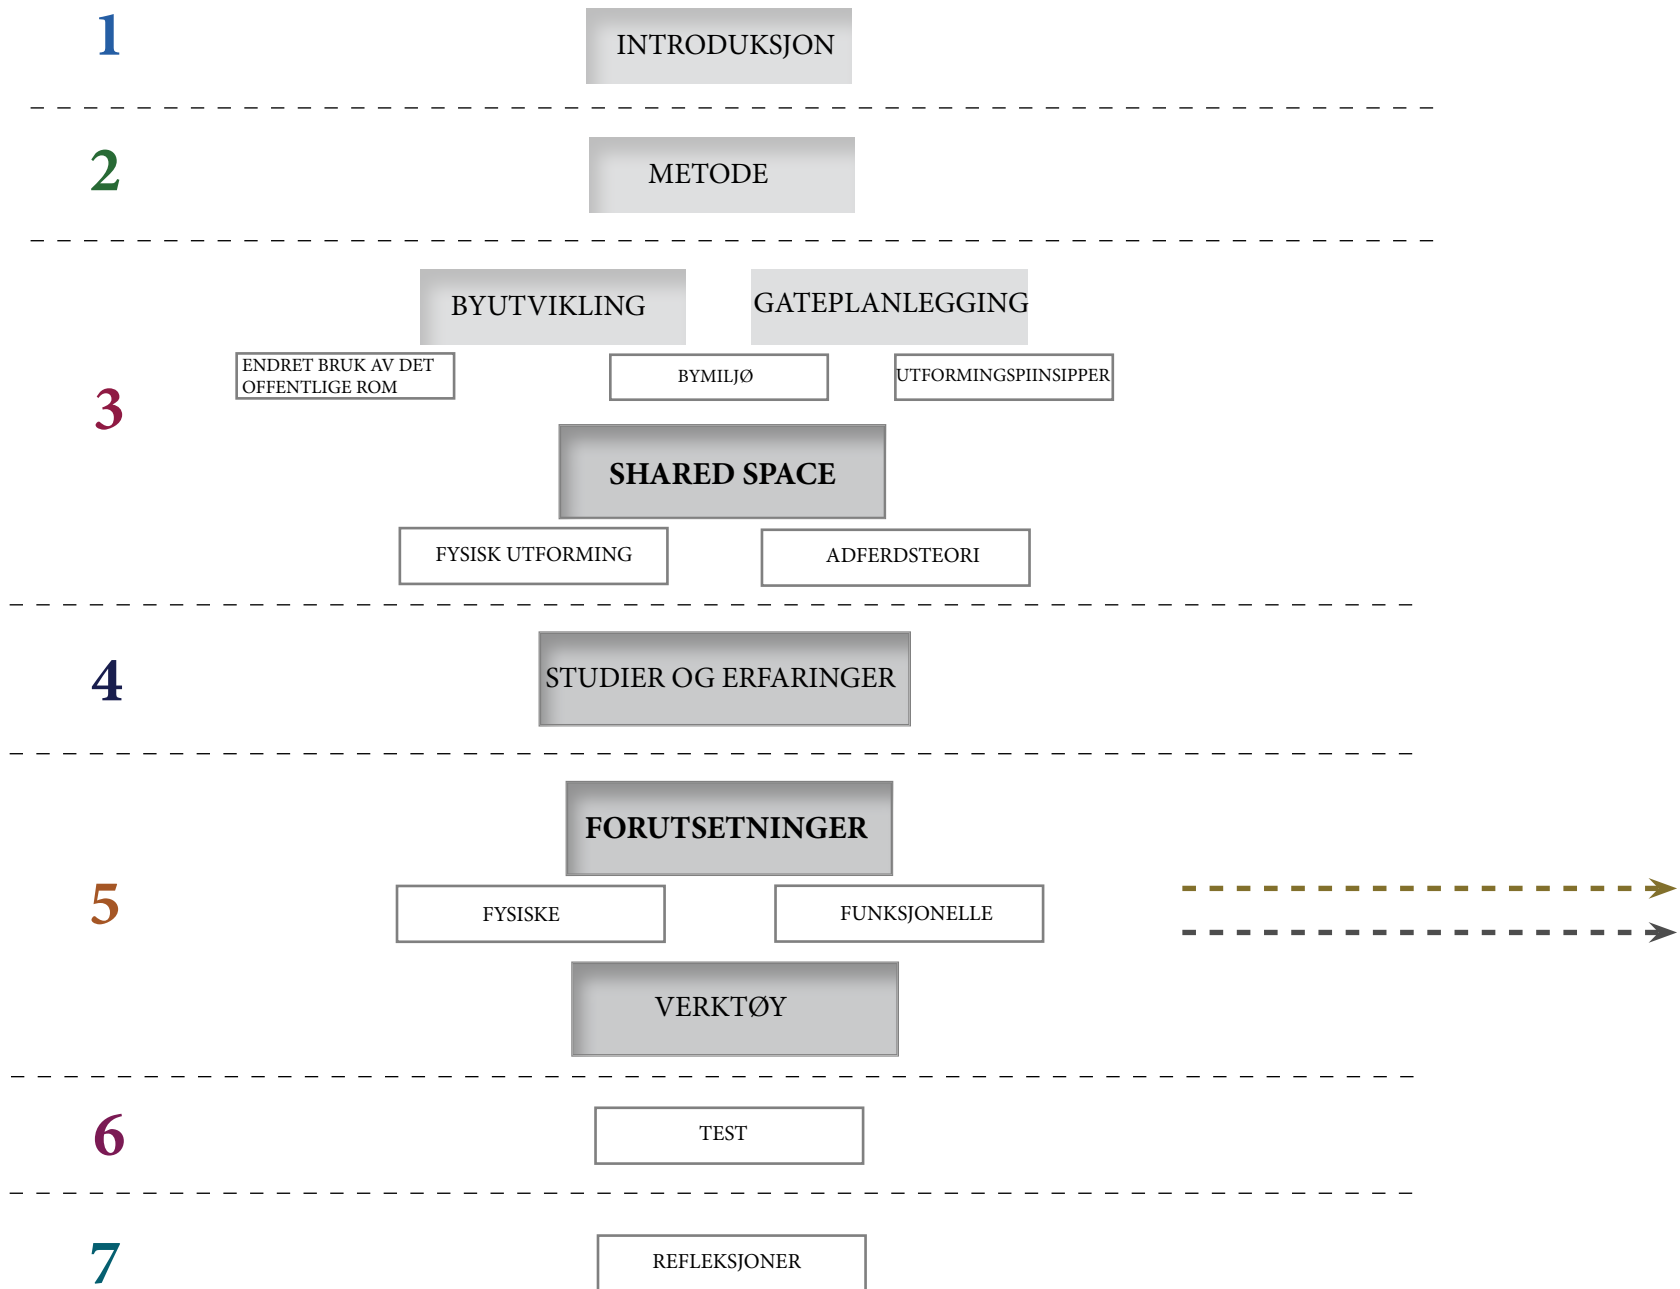 1
INTRODUKSJON
2
METODE
3
BYUTVIKLING
GATEPLANLEGGING
ENDRET BRUK AV DET
OFFENTLIGE ROM
BYMILJØ
UTFORMINGSPIINSIPPER
SHARED SPACE
FYSISK UTFORMING
ADFERDSTEORI
4
STUDIER OG ERFARINGER
5
FORUTSETNINGER
FYSISKE
FUNKSJONELLE
VERKTØY
6
TEST
7
REFLEKSJONER